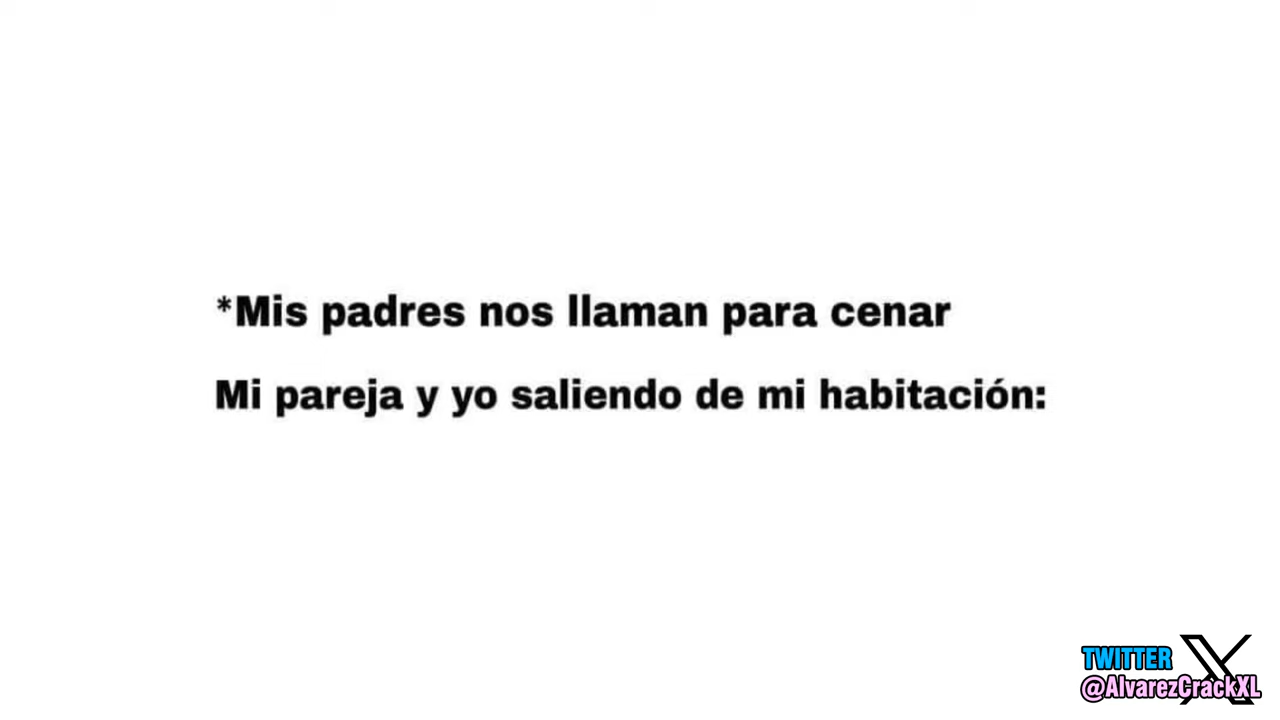 *Mis padres nos llaman para cenar
Mi pareja y yo saliendo de mi habitación:
TWITTER X
@AlvarezCrackXL